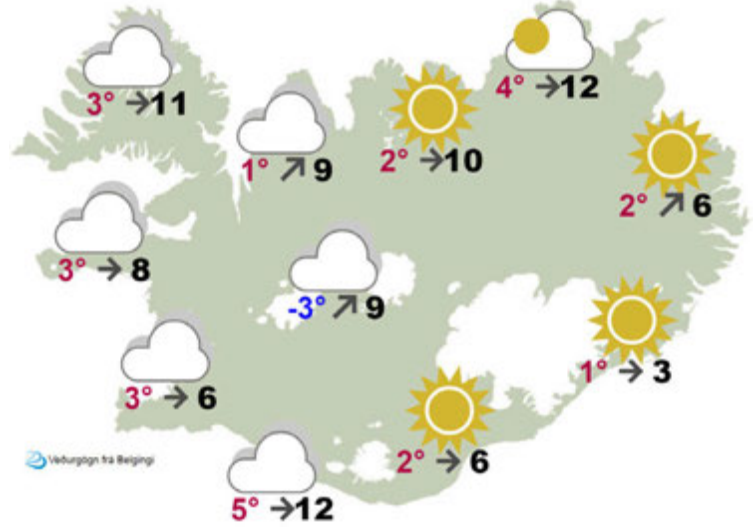 3° →11
4° →12
1° ↗ 9
2° →10
2° ↗ 6
3° → 8
-3° ↗ 9
3° → 6
1° → 3
2° → 6
5° →12
Veðurgögn frá Belgingi